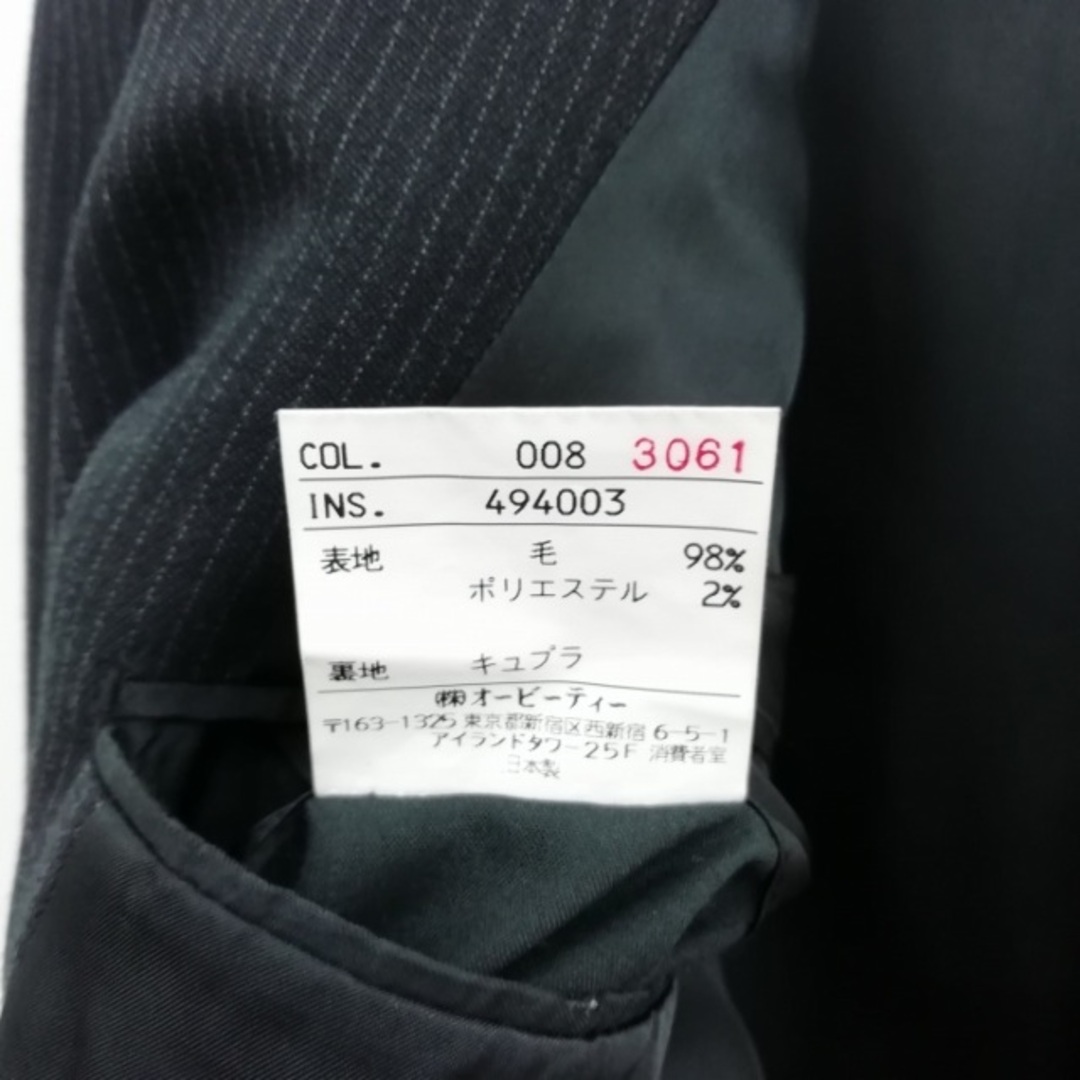 COL. 008 3061
INS. 494003
表地 毛 98%
ポリエステル 2%
裏地 キュプラ
㈱オービーティー
〒163-1325 東京都新宿区西新宿 6-5-1
アイランドタワー25F 消費者室
日本製